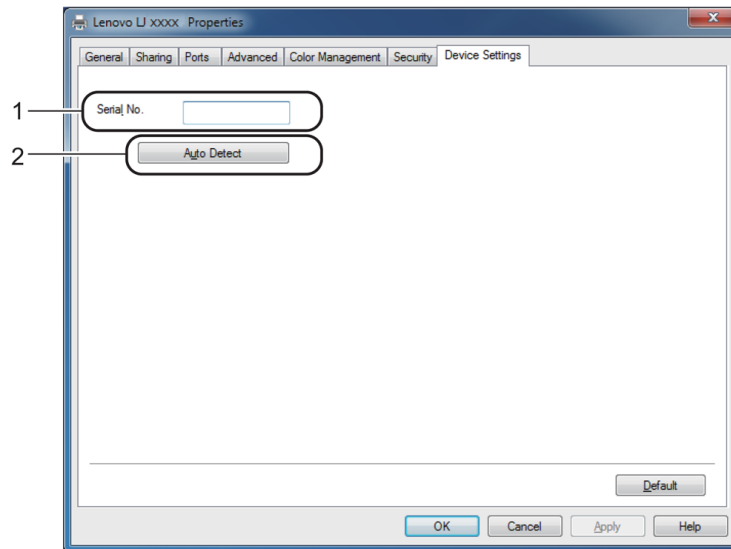 Lenovo LJ xxxx Properties
General Sharing Ports Advanced Color Management Security Device Settings
1
Serial No.
2
Auto Detect
Default
OK Cancel Apply Help